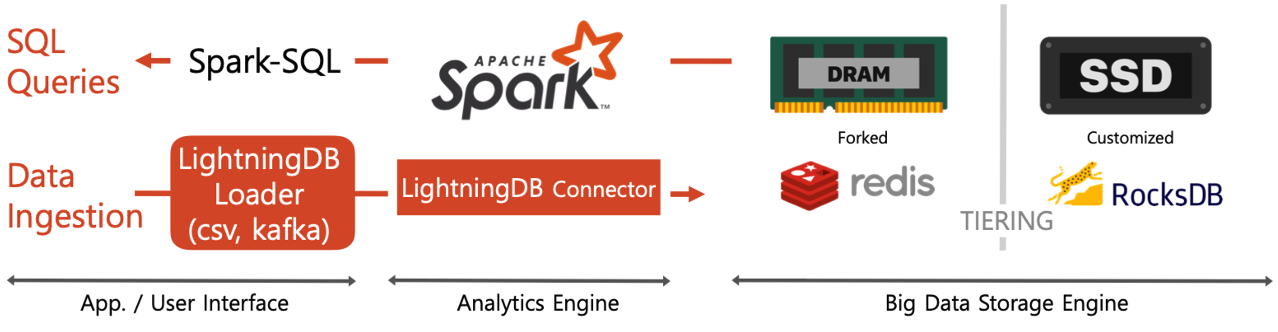 SQL
Queries
Spark-SQL
APACHE
Spark™
DRAM
SSD
Forked
Customized
Data
Ingestion
LightningDB
Loader
(csv, kafka)
LightningDB Connector
redis
RocksDB
TIERING
App. / User Interface
Analytics Engine
Big Data Storage Engine